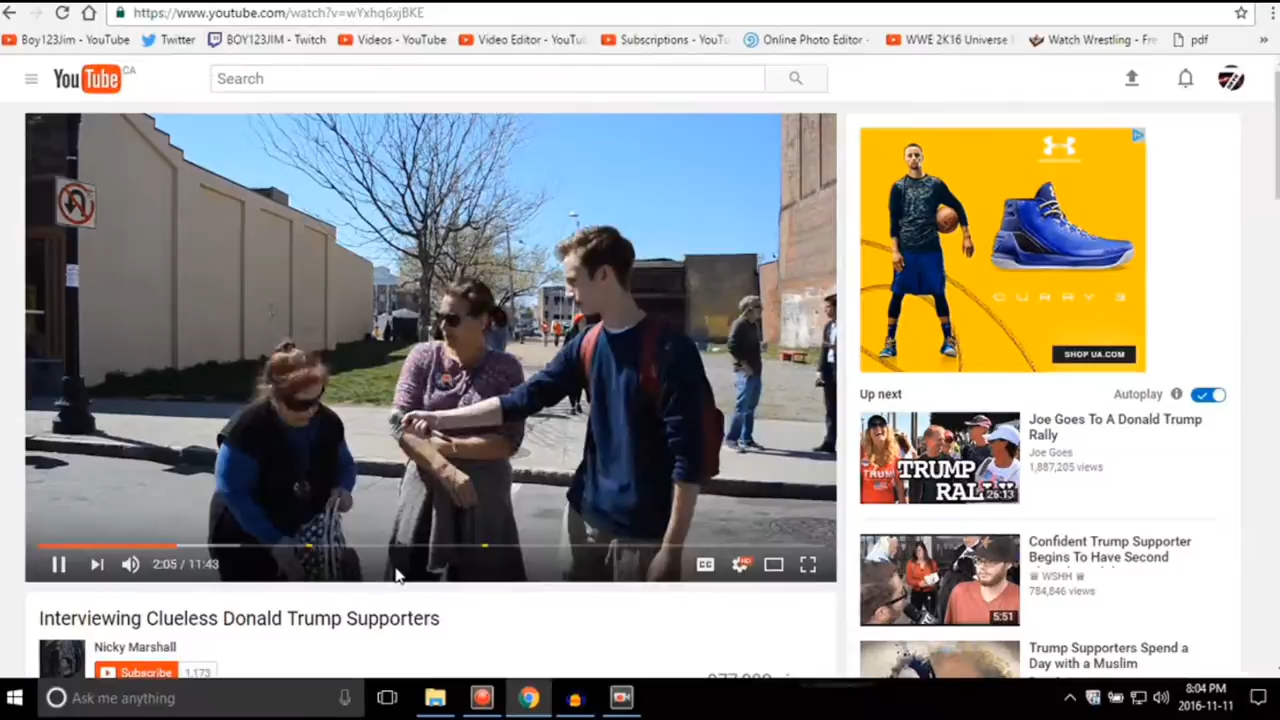 https://www.youtube.com/watch?v=wYxhq6xjBKE
Boy123Jim - YouTube
Twitter
BOY123JIM - Twitch
Videos - YouTube
Video Editor - YouTu
Subscriptions - YouTu
Online Photo Editor -
WWE 2K16 Universe
Watch Wrestling - Fre
pdf
YouTube CA
Search
CURRY 3
SHOP UA.COM
Up next
Autoplay
Joe Goes To A Donald Trump
Rally
Joe Goes
1,887,205 views
TRUMP
RALLY
26:13
Confident Trump Supporter
Begins To Have Second
WSHH
784,846 views
5:51
Trump Supporters Spend a
Day with a Muslim
2:05 / 11:43
CC
HD
Interviewing Clueless Donald Trump Supporters
Nicky Marshall
Subscribe
1,173
Ask me anything
8:04 PM
2016-11-11